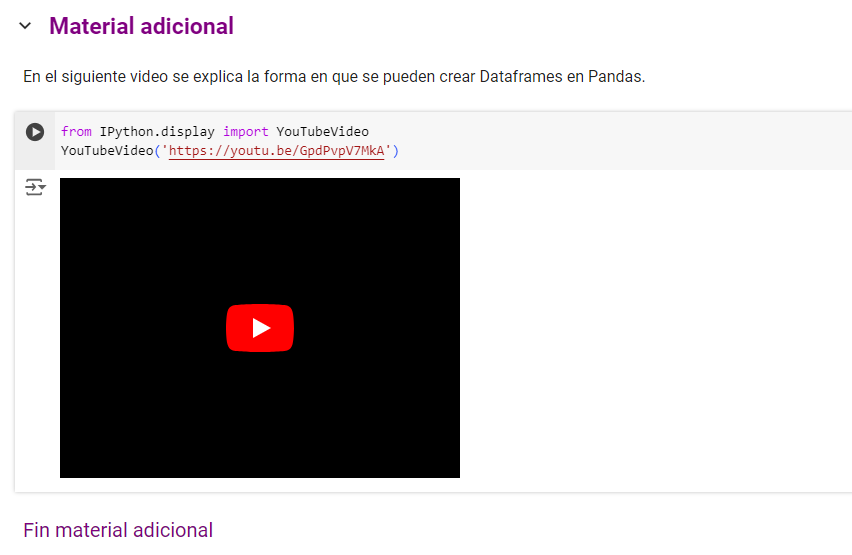 Material adicional
En el siguiente video se explica la forma en que se pueden crear Dataframes en Pandas.
from IPython.display import YouTubeVideo
YouTubeVideo('https://youtu.be/GpdPvpV7MkA')
Fin material adicional